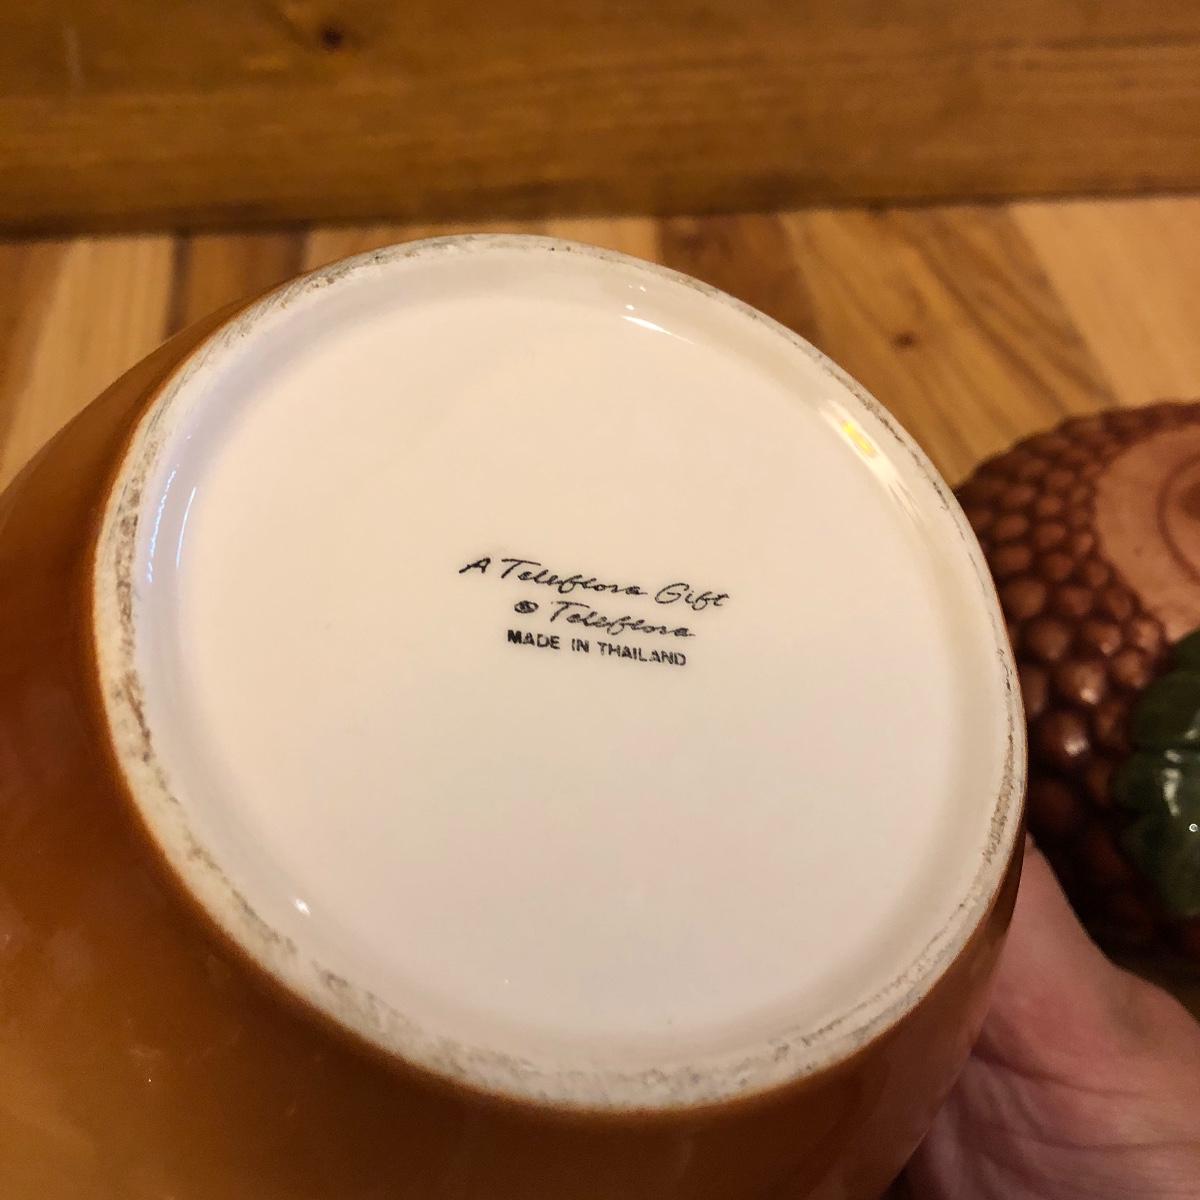 A Teleflora Gift
® Teleflora
MADE IN THAILAND